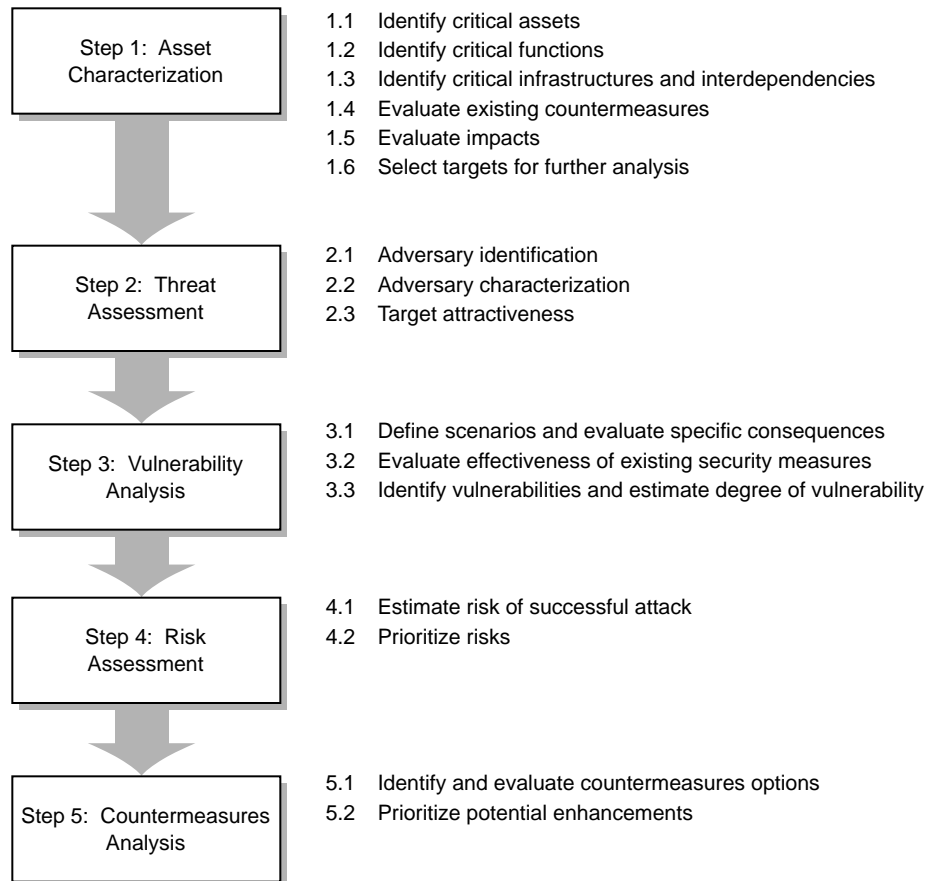 Step 1: Asset
Characterization
1.1 Identify critical assets
1.2 Identify critical functions
1.3 Identify critical infrastructures and interdependencies
1.4 Evaluate existing countermeasures
1.5 Evaluate impacts
1.6 Select targets for further analysis
Step 2: Threat
Assessment
2.1 Adversary identification
2.2 Adversary characterization
2.3 Target attractiveness
Step 3: Vulnerability
Analysis
3.1 Define scenarios and evaluate specific consequences
3.2 Evaluate effectiveness of existing security measures
3.3 Identify vulnerabilities and estimate degree of vulnerability
Step 4: Risk
Assessment
4.1 Estimate risk of successful attack
4.2 Prioritize risks
Step 5: Countermeasures
Analysis
5.1 Identify and evaluate countermeasures options
5.2 Prioritize potential enhancements